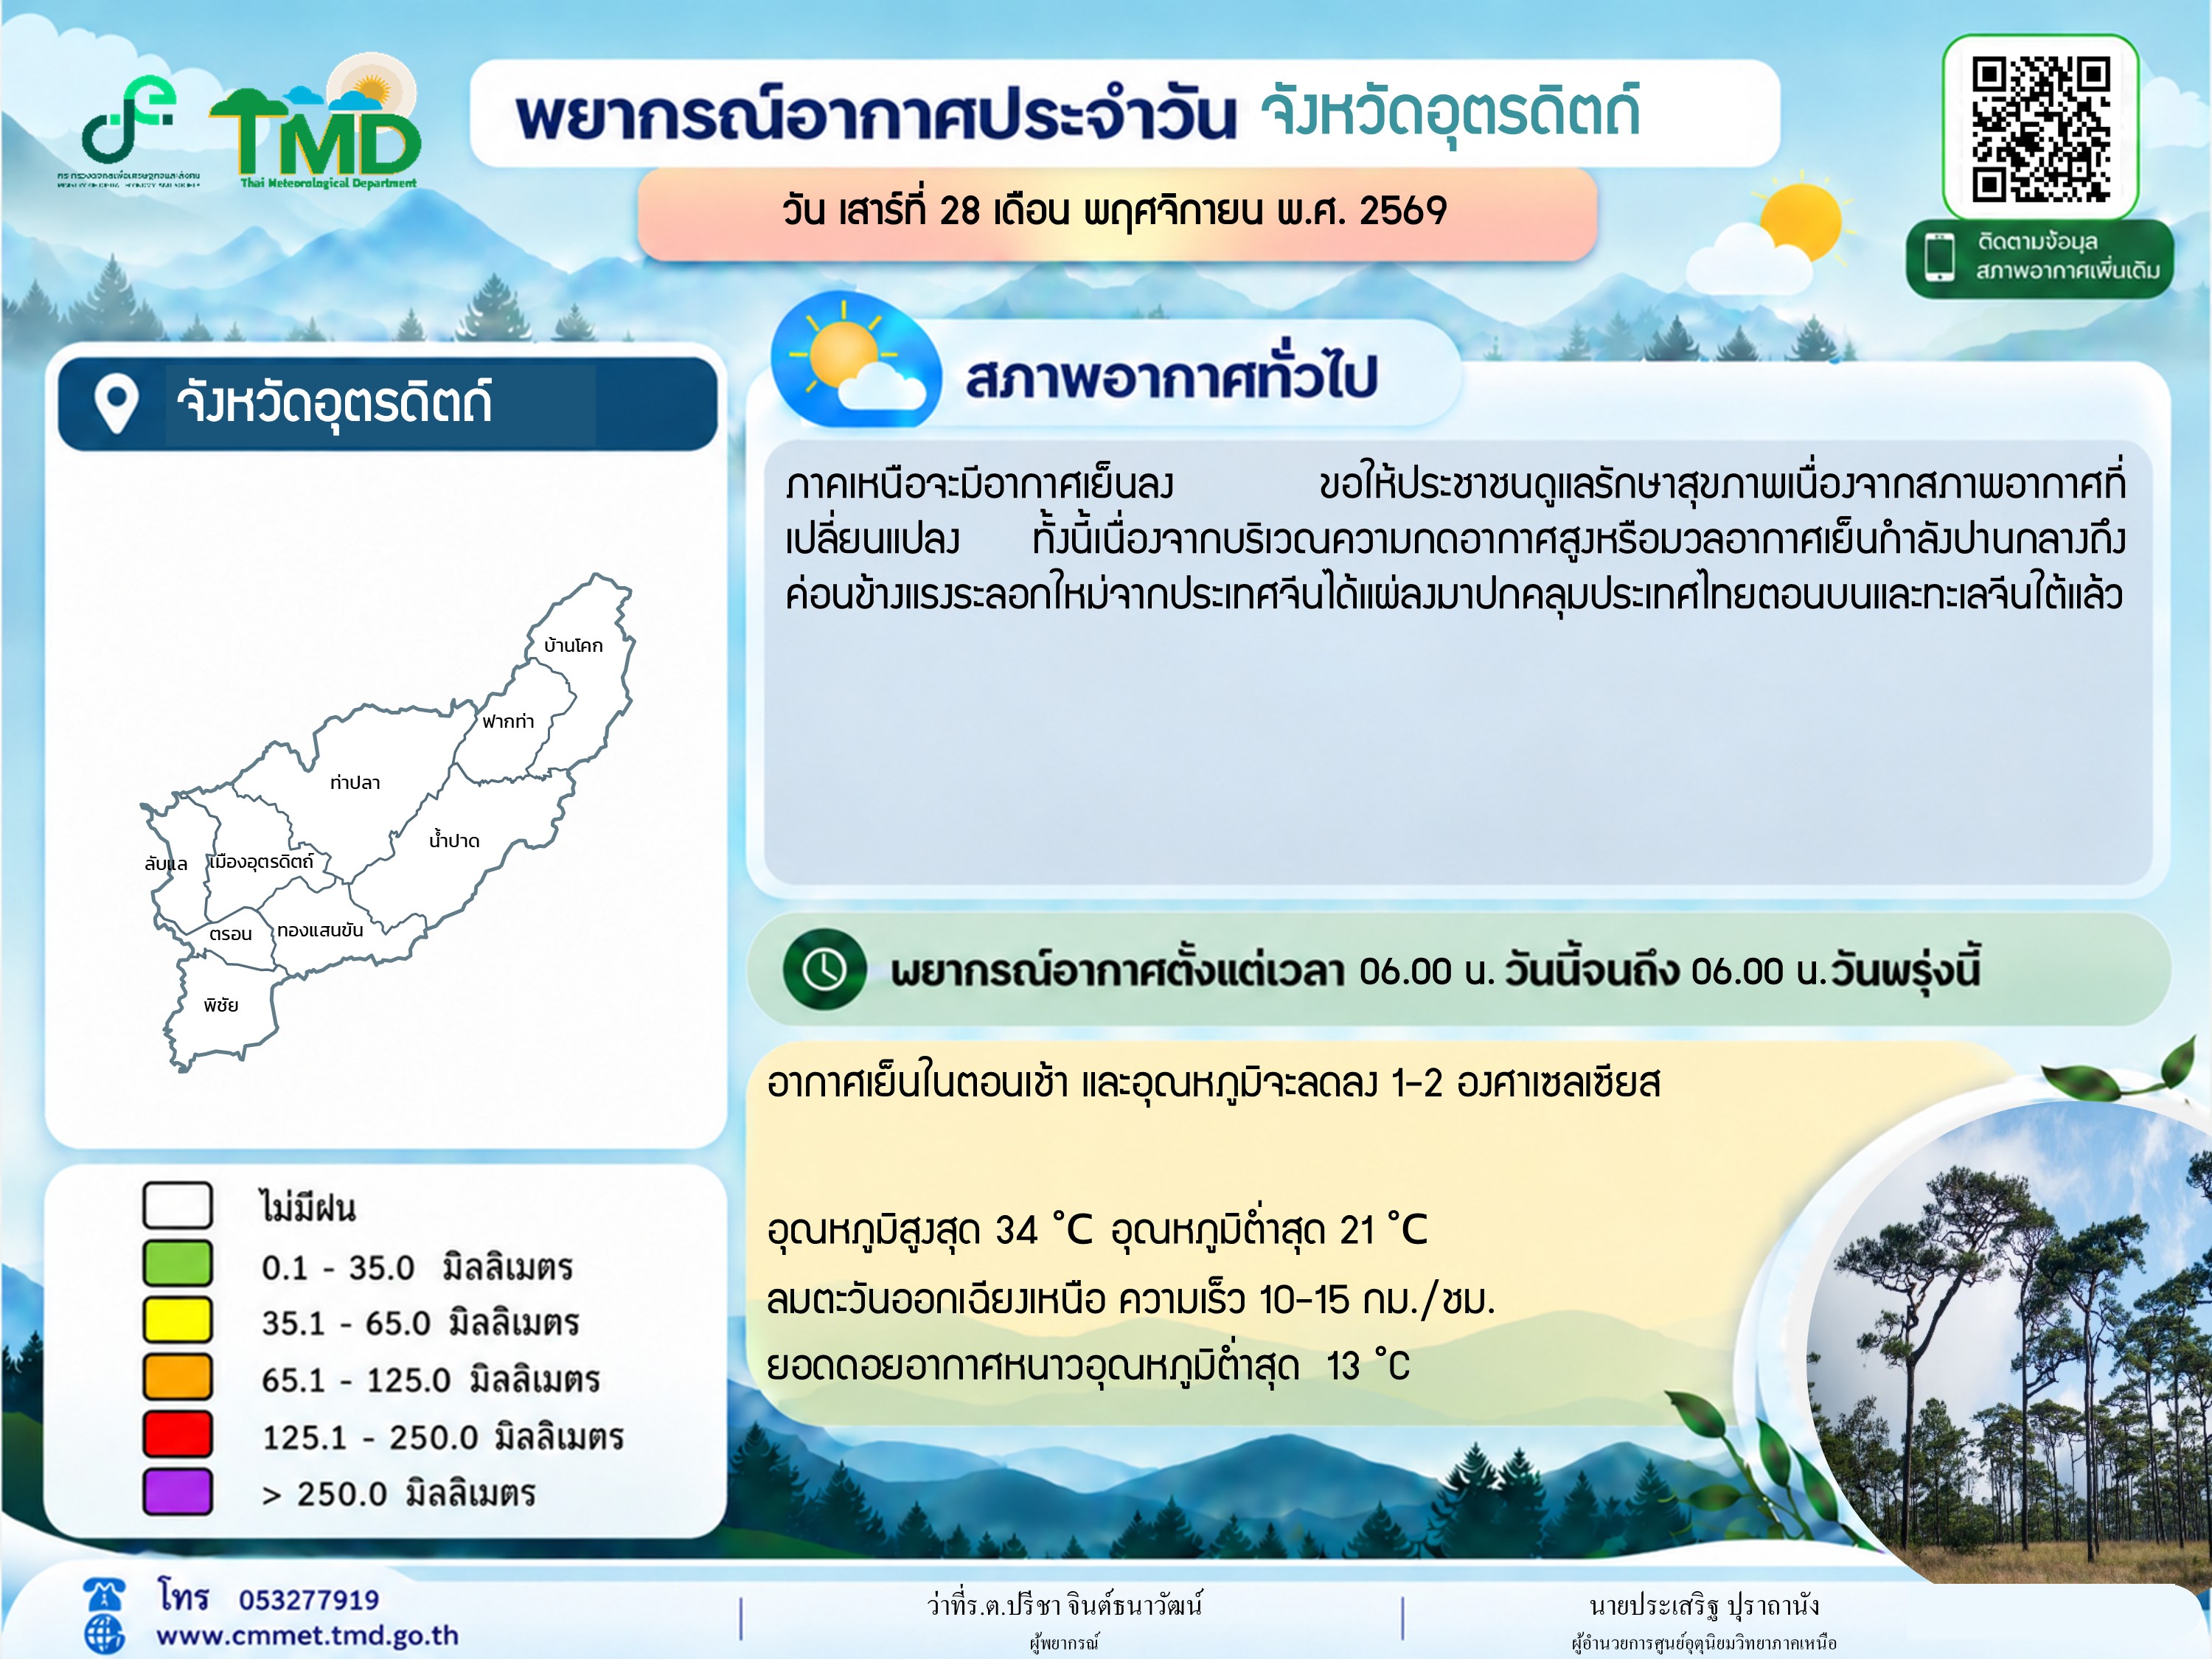 พยากรณ์อากาศประจำวัน จังหวัดอุตรดิตถ์
TMD
Thai Meteorological Department
วัน เสาร์ที่ 28 เดือน พฤศจิกายน พ.ศ. 2569
ติดตามข้อมูล
สภาพอากาศเพิ่มเติม
จังหวัดอุตรดิตถ์
บ้านโคก
ฟากท่า
ท่าปลา
น้ำปาด
ลับแล
เมืองอุตรดิตถ์
ตรอน
ทองแสนขัน
พิชัย
ไม่มีฝน
0.1 - 35.0 มิลลิเมตร
35.1 - 65.0 มิลลิเมตร
65.1 - 125.0 มิลลิเมตร
125.1 - 250.0 มิลลิเมตร
> 250.0 มิลลิเมตร
สภาพอากาศทั่วไป
ภาคเหนือจะมีอากาศเย็นลง ขอให้ประชาชนดูแลรักษาสุขภาพเนื่องจากสภาพอากาศที่
เปลี่ยนแปลง ทั้งนี้เนื่องจากบริเวณความกดอากาศสูงหรือมวลอากาศเย็นกำลังปานกลางถึง
ค่อนข้างแรงระลอกใหม่จากประเทศจีนได้แผ่ลงมาปกคลุมประเทศไทยตอนบนและทะเลจีนใต้แล้ว
พยากรณ์อากาศตั้งแต่เวลา 06.00 น. วันนี้จนถึง 06.00 น. วันพรุ่งนี้
อากาศเย็นในตอนเช้า และอุณหภูมิจะลดลง 1-2 องศาเซลเซียส
อุณหภูมิสูงสุด 34 °C อุณหภูมิต่ำสุด 21 °C
ลมตะวันออกเฉียงเหนือ ความเร็ว 10-15 กม./ชม.
ยอดดอยอากาศหนาวอุณหภูมิต่ำสุด 13 °C
โทร 053277919
www.cmmet.tmd.go.th
ว่าที่ร.ต.ปรีชา จินต์ธนาวัฒน์
ผู้พยากรณ์
นายประเสริฐ ปุราถานัง
ผู้อำนวยการศูนย์อุตุนิยมวิทยาภาคเหนือ